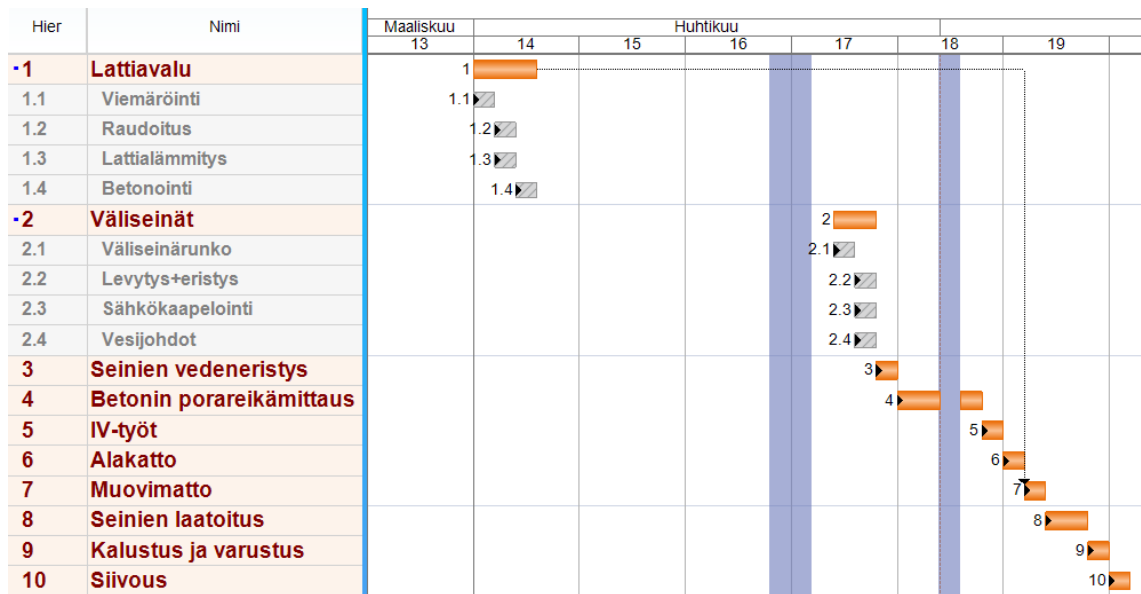 Hier Nimi Maaliskuu Huhtikuu
13 14 15 16 17 18 19
1 Lattiavalu 1
1.1 Viemäröinti 1.1
1.2 Raudoitus 1.2
1.3 Lattialämmitys 1.3
1.4 Betonointi 1.4
2 Väliseinät 2
2.1 Väliseinärunko 2.1
2.2 Levytys+eristys 2.2
2.3 Sähkökaapelointi 2.3
2.4 Vesijohdot 2.4
3 Seinien vedeneristys 3
4 Betonin porareikämittaus 4
5 IV-työt 5
6 Alakatto 6
7 Muovimatto 7
8 Seinien laatoitus 8
9 Kalustus ja varustus 9
10 Siivous 10